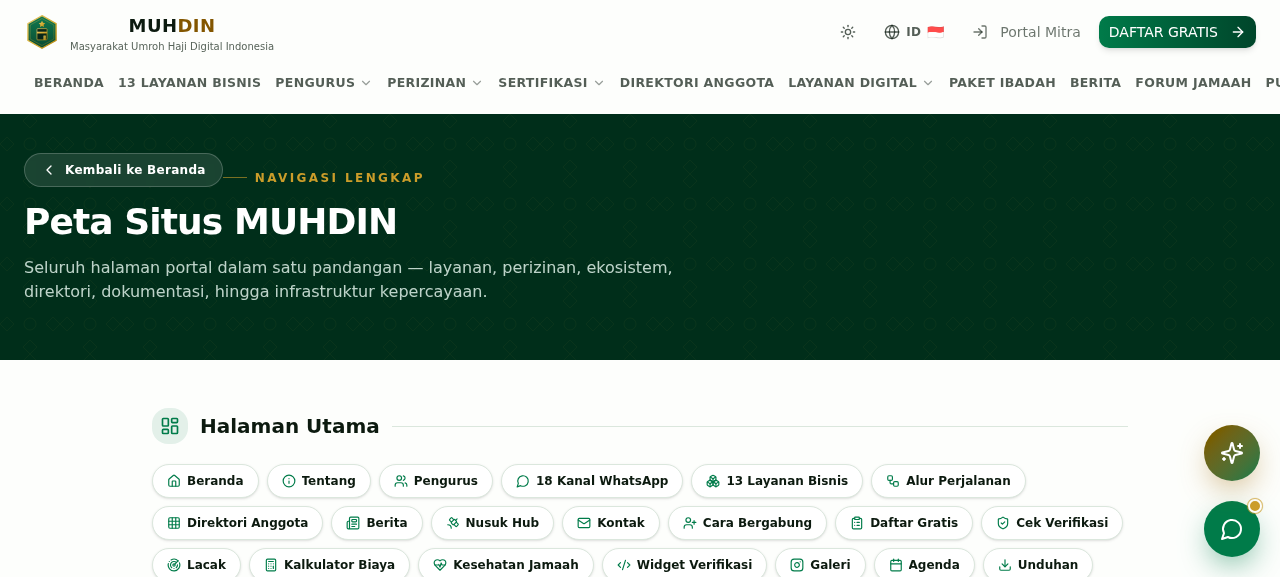 MUHDIN
Masyarakat Umroh Haji Digital Indonesia
ID
Portal Mitra
DAFTAR GRATIS
BERANDA 13 LAYANAN BISNIS PENGURUS PERIZINAN SERTIFIKASI DIREKTORI ANGGOTA LAYANAN DIGITAL PAKET IBADAH BERITA FORUM JAMAAH
Kembali ke Beranda
NAVIGASI LENGKAP
Peta Situs MUHDIN
Seluruh halaman portal dalam satu pandangan — layanan, perizinan, ekosistem,
direktori, dokumentasi, hingga infrastruktur kepercayaan.
Halaman Utama
Beranda Tentang Pengurus 18 Kanal WhatsApp 13 Layanan Bisnis Alur Perjalanan
Direktori Anggota Berita Nusuk Hub Kontak Cara Bergabung Daftar Gratis Cek Verifikasi
Lacak Kalkulator Biaya Kesehatan Jamaah Widget Verifikasi Galeri Agenda Unduhan